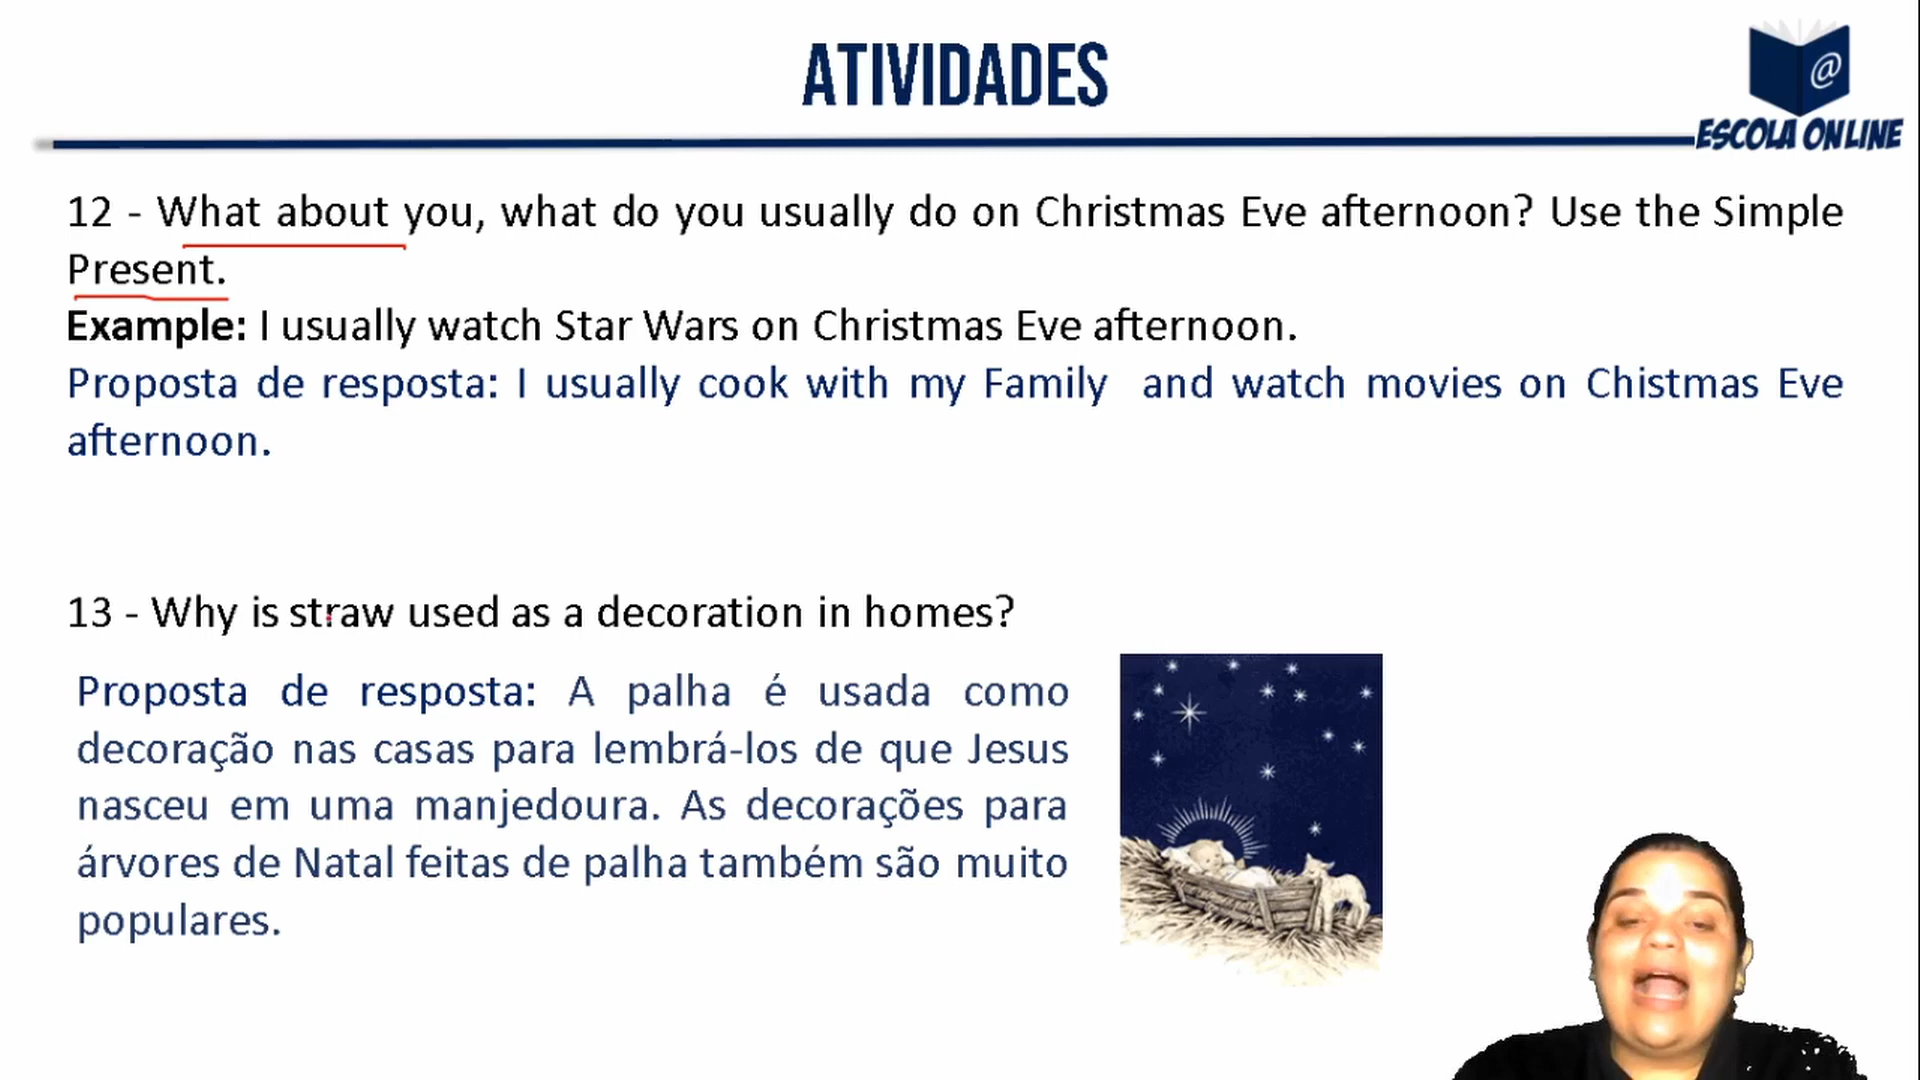 ATIVIDADES
@
ESCOLA ONLINE
12 - What about you, what do you usually do on Christmas Eve afternoon? Use the Simple
Present.
Example: I usually watch Star Wars on Christmas Eve afternoon.
Proposta de resposta: I usually cook with my Family and watch movies on Chistmas Eve
afternoon.
13 - Why is straw used as a decoration in homes?
Proposta de resposta: A palha é usada como
decoração nas casas para lembrá-los de que Jesus
nasceu em uma manjedoura. As decorações para
árvores de Natal feitas de palha também são muito
populares.